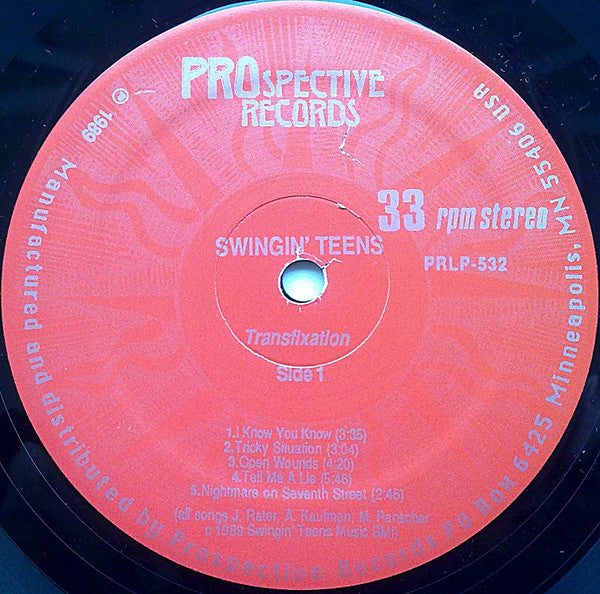 PROSPECTIVE
RECORDS
33 rpm stereo
SWINGIN' TEENS
PRLP-532
Transfixation
Side 1
1.I Know You Know (3:35)
2.Tricky Situation (3:04)
3.Open Wounds (4:20)
4.Tell Me A Lie (5:46)
5.Nightmare on Seventh Street (2:45)
(all songs J. Reter, A. Kaufman, M. Panscher
c 1989 Swingin' Teens Music BMI)
℗ 1989 Manufactured and distributed by Prospective Records PO Box 6425 Minneapolis, MN 55406 USA